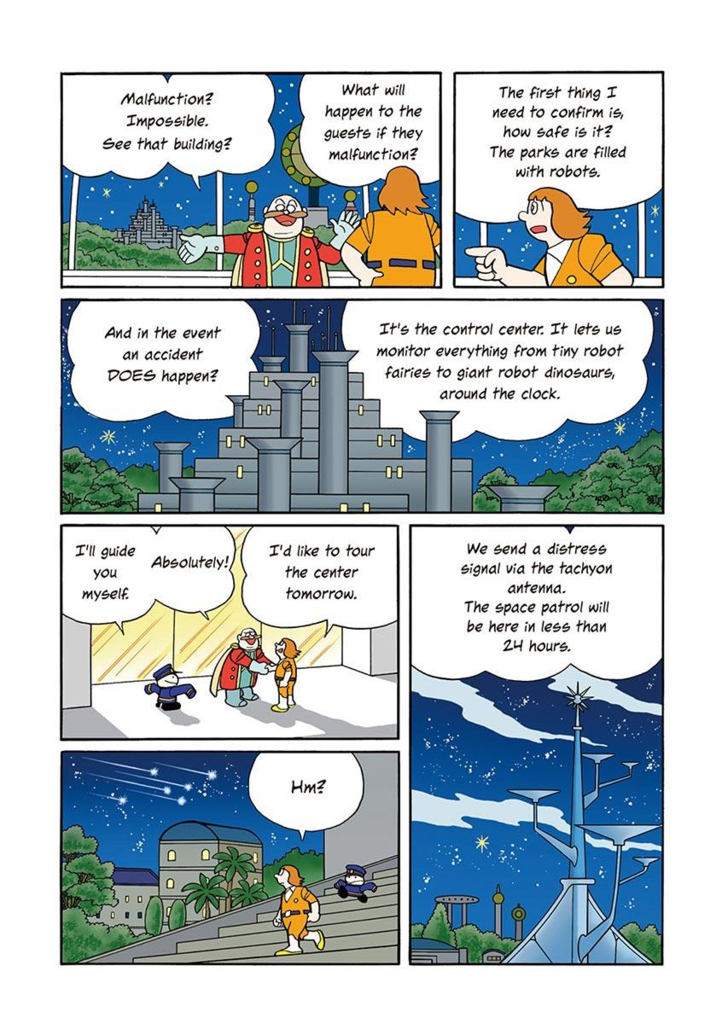 The first thing I
need to confirm is,
how safe is it?
The parks are filled
with robots.
What will
happen to the
guests if they
malfunction?
Malfunction?
Impossible.
See that building?
It's the control center. It lets us
monitor everything from tiny robot
fairies to giant robot dinosaurs,
around the clock.
And in the event
an accident
DOES happen?
We send a distress
signal via the tachyon
antenna.
The space patrol will
be here in less than
24 hours.
I'd like to tour
the center
tomorrow.
Absolutely!
I'll guide
you
myself.
Hm?